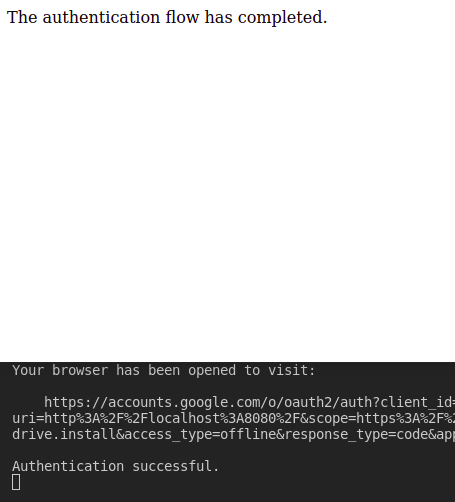 The authentication flow has completed.
Your browser has been opened to visit:
https://accounts.google.com/o/oauth2/auth?client_id=
uri=http%3A%2F%2Flocalhost%3A8080%2F&scope=https%3A%2F%2
drive.install&access_type=offline&response_type=code&app
Authentication successful.